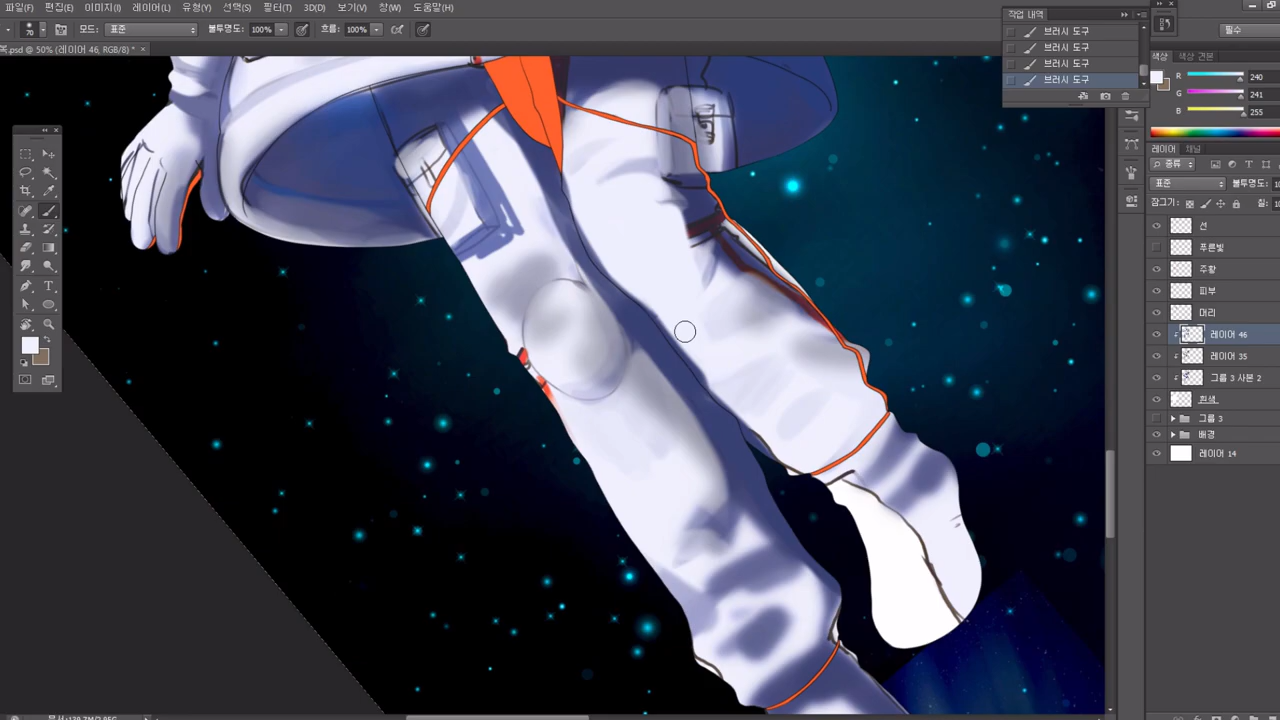 파일(F) 편집(E) 이미지(I) 레이어(L) 유형(Y) 선택(S) 필터(T) 3D(D) 보기(V) 창(W) 도움말(H)
70 모드: 표준 불투명도: 100% 흐름: 100% 필수
복.psd @ 50% (레이어 46, RGB/8) * ×
작업 내역
브러시 도구
브러시 도구
브러시 도구
브러시 도구
색상 색상 견본
R 240
G 241
B 255
레이어 채널
종류
표준 불투명도:
잠그기: 칠:
선
푸른빛
주황
피부
머리
레이어 46
레이어 35
그룹 3 사본 2
흰색
그룹 3
배경
레이어 14